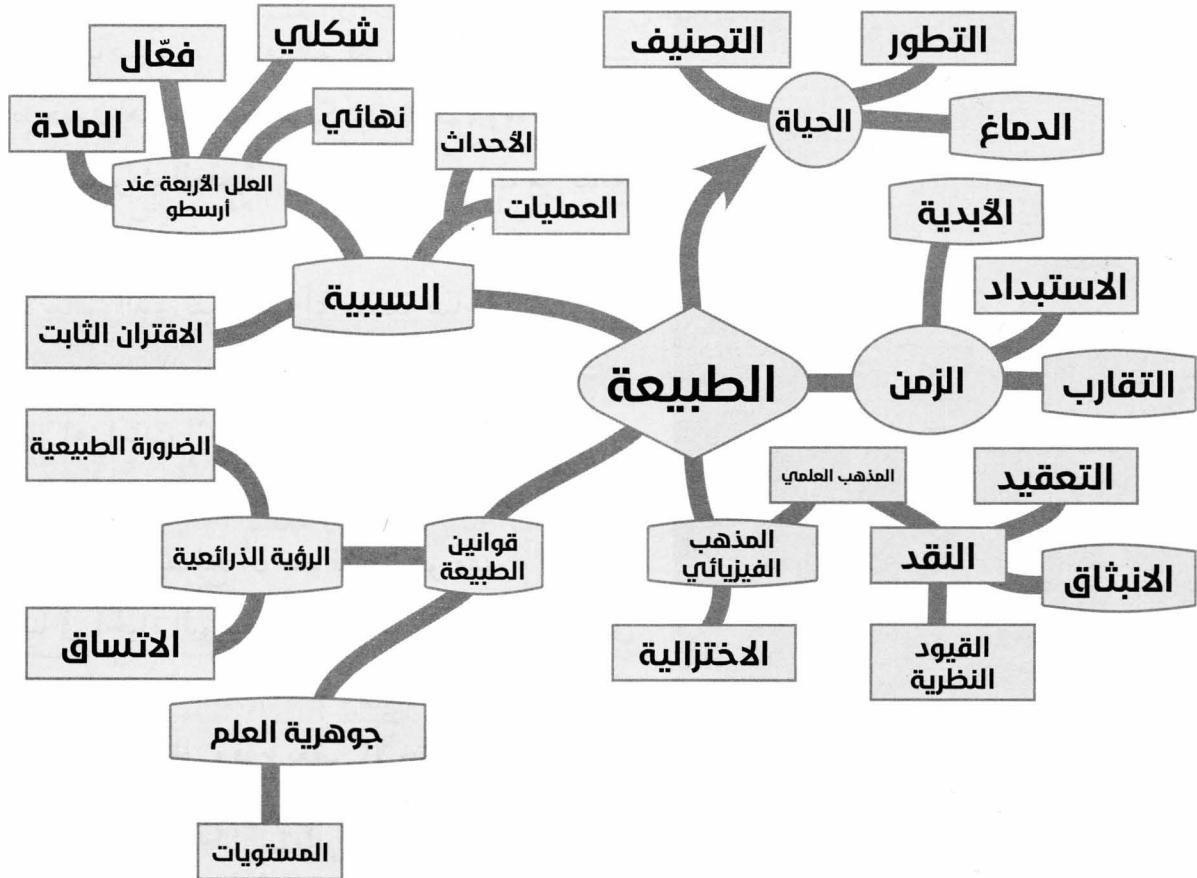 شكلي
فعّال
نهائي
المادة
العلل الأربعة عند
أرسطو
الأحداث
العمليات
السببية
الاقتران الثابت
التطور
التصنيف
الحياة
الدماغ
الأبدية
الاستبداد
الزمن
التقارب
الطبيعة
الضرورة الطبيعية
الرؤية الذرائعية
قوانين
الطبيعة
الاتساق
جوهرية العلم
المستويات
المذهب العلمي
المذهب
الفيزيائي
الاختزالية
التعقيد
النقد
الانبثاق
القيود
النظرية